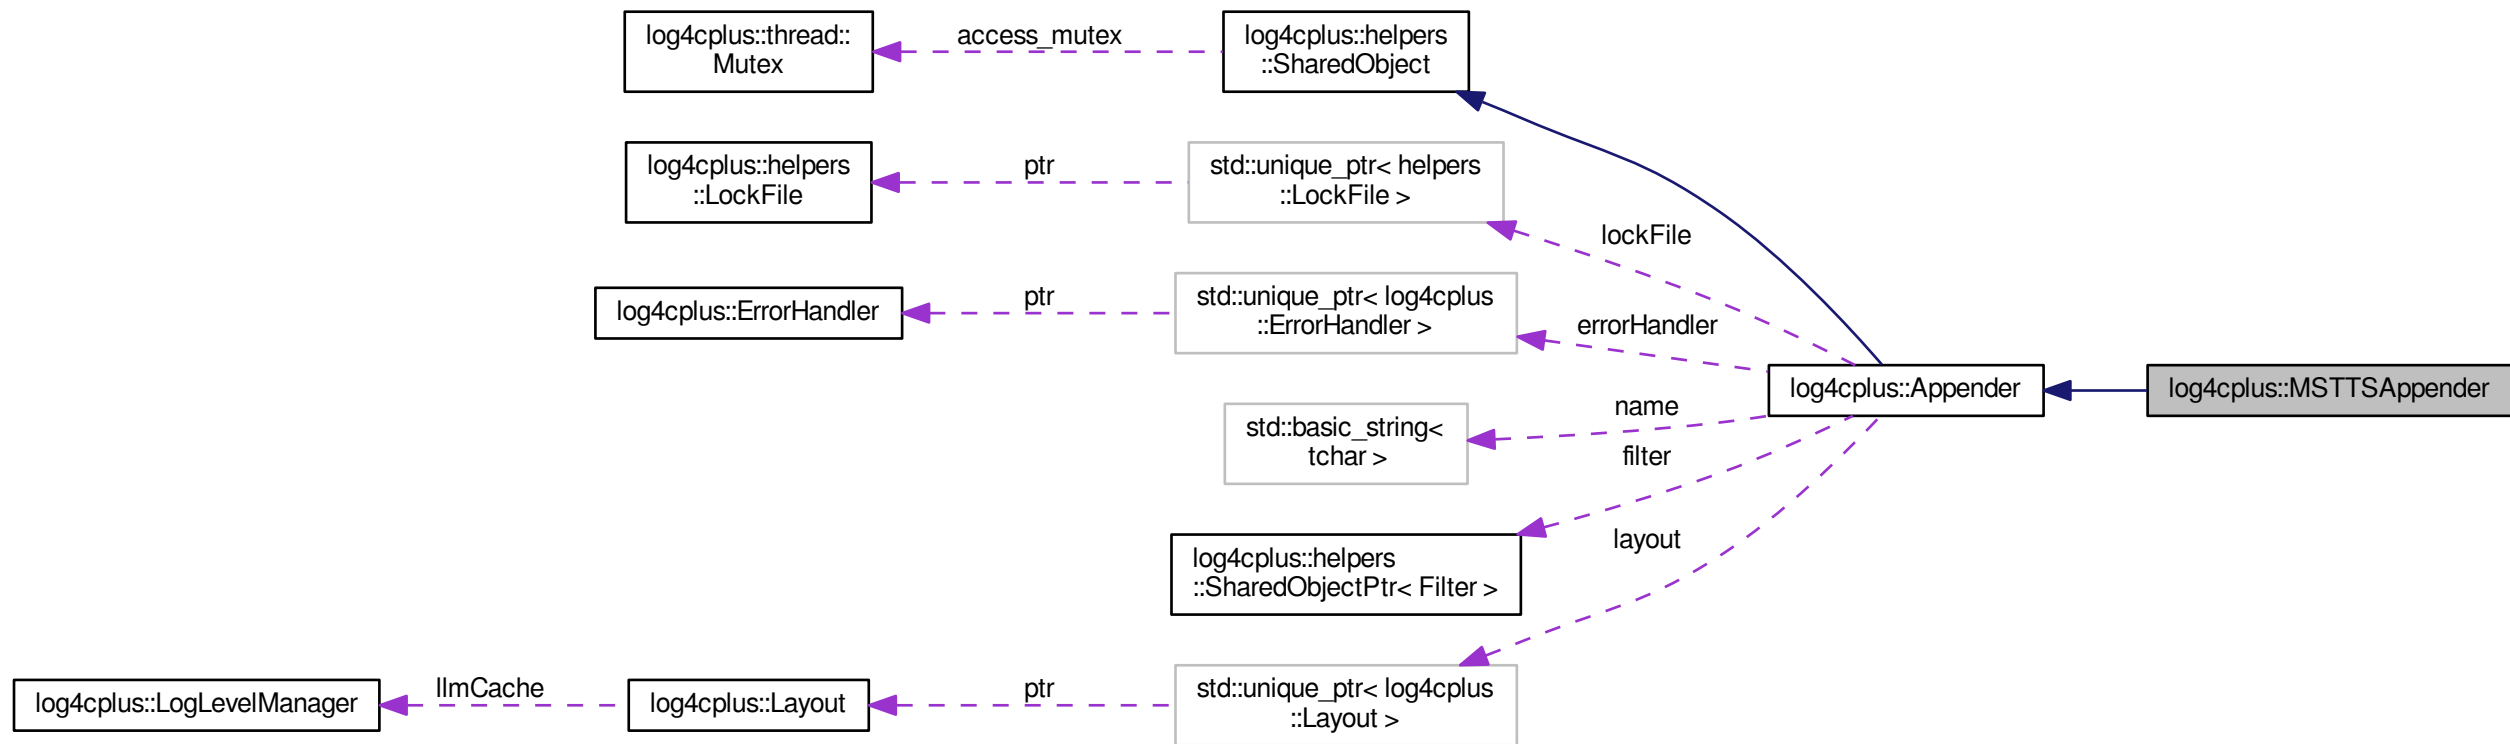 log4cplus::thread::
Mutex
access_mutex
log4cplus::helpers
::SharedObject
log4cplus::helpers
::LockFile
ptr
std::unique_ptr< helpers
::LockFile >
lockFile
log4cplus::ErrorHandler
ptr
std::unique_ptr< log4cplus
::ErrorHandler >
errorHandler
log4cplus::Appender
log4cplus::MSTTSAppender
std::basic_string<
tchar >
name
filter
log4cplus::helpers
::SharedObjectPtr< Filter >
layout
log4cplus::LogLevelManager
llmCache
log4cplus::Layout
ptr
std::unique_ptr< log4cplus
::Layout >